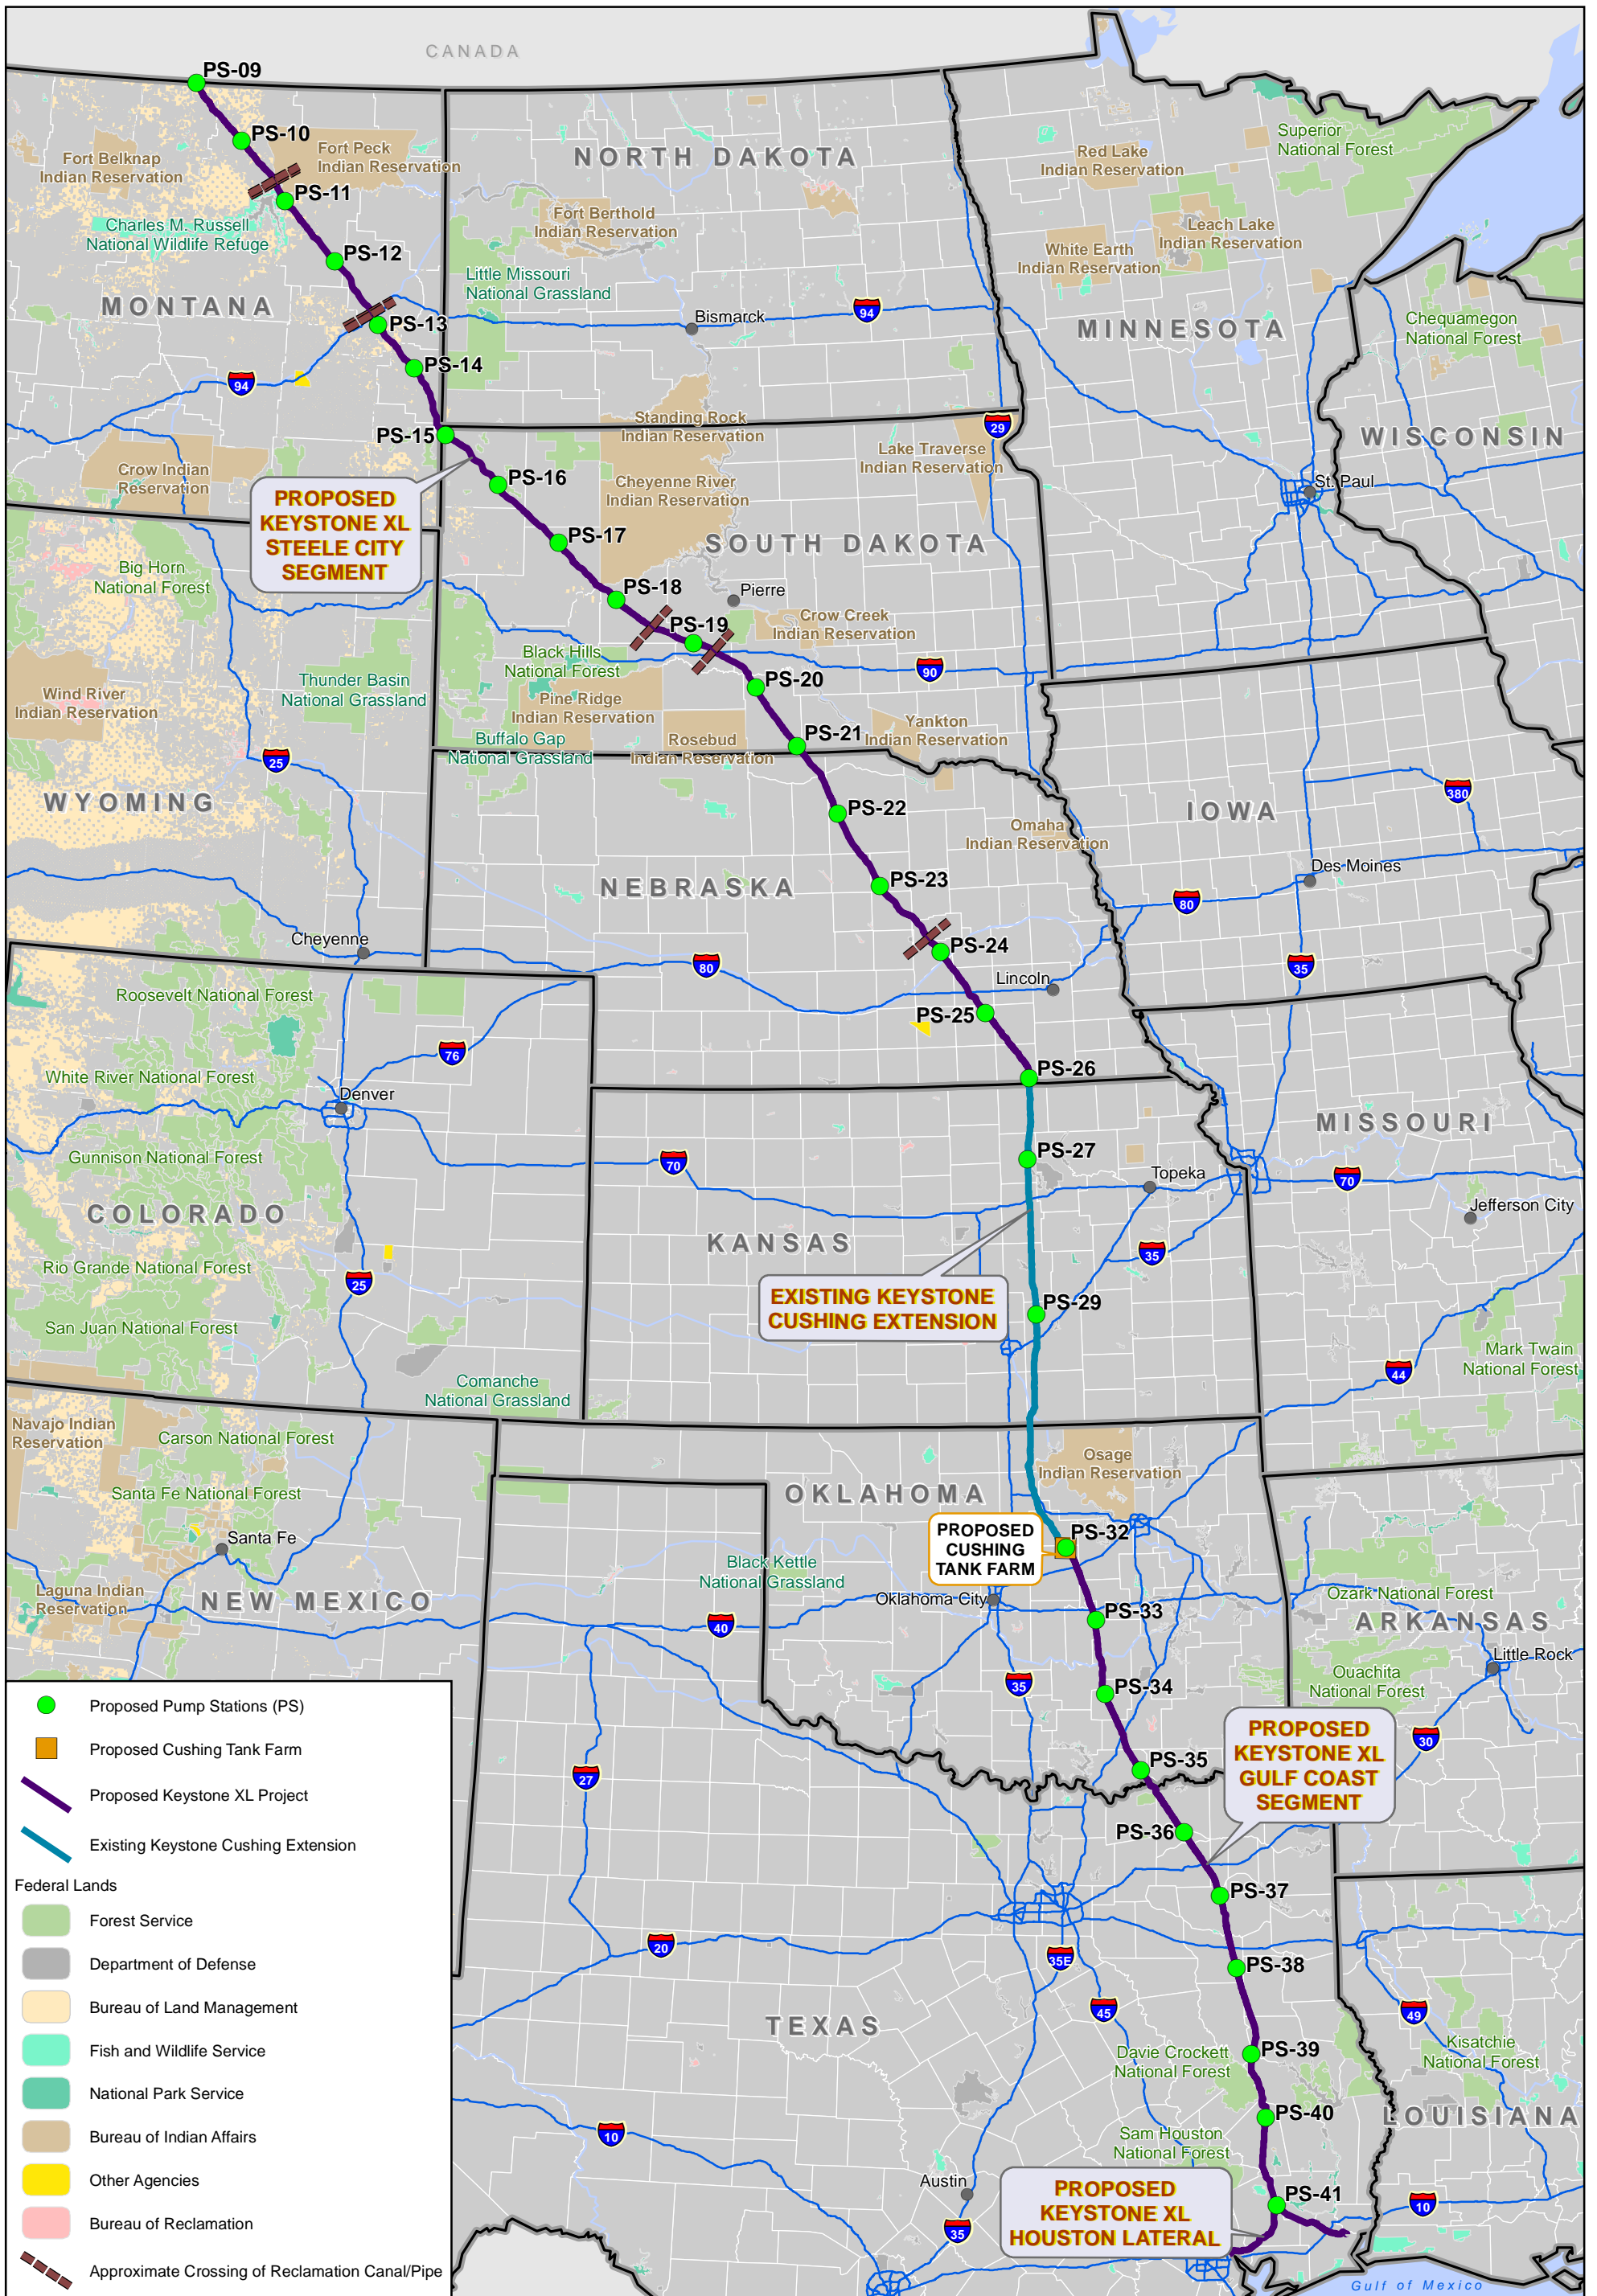 CANADA
PS-09
PS-10
Fort Peck
Indian Reservation
Fort Belknap
Indian Reservation
PS-11
Charles M. Russell
National Wildlife Refuge
PS-12
MONTANA
PS-13
PS-14
94
PS-15
Crow Indian
Reservation
PROPOSED
KEYSTONE XL
STEELE CITY
SEGMENT
NORTH DAKOTA
Fort Berthold
Indian Reservation
Little Missouri
National Grassland
Bismarck
94
Red Lake
Indian Reservation
Superior
National Forest
Leach Lake
Indian Reservation
White Earth
Indian Reservation
MINNESOTA
Chequamegon
National Forest
WISCONSIN
St. Paul
29
Standing Rock
Indian Reservation
Lake Traverse
Indian Reservation
Cheyenne River
Indian Reservation
PS-16
PS-17
SOUTH DAKOTA
PS-18
Pierre
PS-19
Crow Creek
Indian Reservation
Black Hills
National Forest
90
PS-20
Pine Ridge
Indian Reservation
Rosebud
Indian Reservation
Yankton
Indian Reservation
PS-21
Buffalo Gap
National Grassland
Big Horn
National Forest
Thunder Basin
National Grassland
Wind River
Indian Reservation
25
WYOMING
Cheyenne
PS-22
Omaha
Indian Reservation
IOWA
380
Des Moines
80
35
NEBRASKA
PS-23
PS-24
80
Lincoln
PS-25
PS-26
Roosevelt National Forest
76
White River National Forest
Denver
Gunnison National Forest
COLORADO
Rio Grande National Forest
25
San Juan National Forest
Comanche
National Grassland
PS-27
70
Topeka
KANSAS
35
EXISTING KEYSTONE
CUSHING EXTENSION
PS-29
MISSOURI
70
Jefferson City
44
Mark Twain
National Forest
Navajo Indian
Reservation
Carson National Forest
Santa Fe National Forest
Santa Fe
Laguna Indian
Reservation
NEW MEXICO
Osage
Indian Reservation
OKLAHOMA
PROPOSED
CUSHING
TANK FARM
PS-32
Black Kettle
National Grassland
Oklahoma City
40
PS-33
35
PS-34
PS-35
Ozark National Forest
ARKANSAS
Little Rock
Ouachita
National Forest
30
PROPOSED
KEYSTONE XL
GULF COAST
SEGMENT
27
PS-36
PS-37
20
35E
PS-38
45
TEXAS
49
Kisatchie
National Forest
PS-39
Davie Crockett
National Forest
PS-40
LOUISIANA
Sam Houston
National Forest
10
Austin
35
PS-41
10
PROPOSED
KEYSTONE XL
HOUSTON LATERAL
Gulf of Mexico
Proposed Pump Stations (PS)
Proposed Cushing Tank Farm
Proposed Keystone XL Project
Existing Keystone Cushing Extension
Federal Lands
Forest Service
Department of Defense
Bureau of Land Management
Fish and Wildlife Service
National Park Service
Bureau of Indian Affairs
Other Agencies
Bureau of Reclamation
Approximate Crossing of Reclamation Canal/Pipe